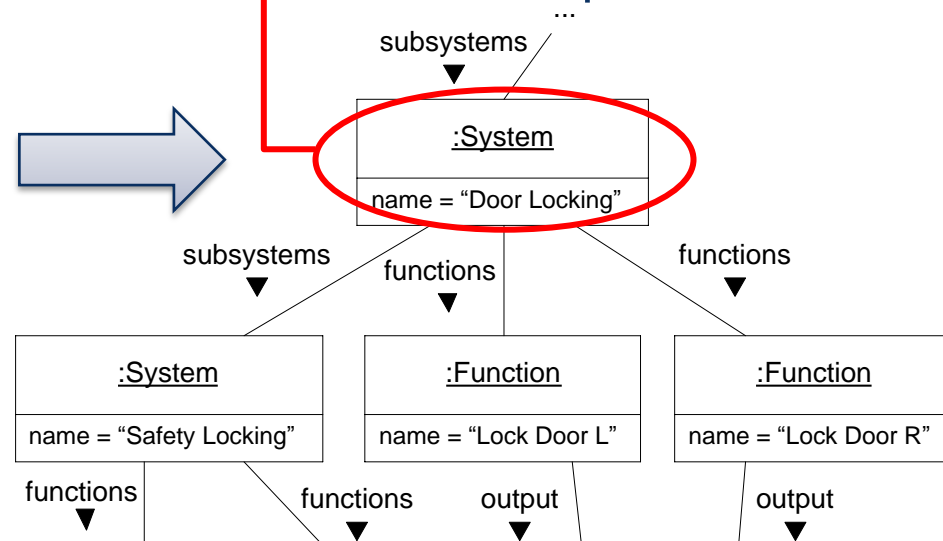 ...
subsystems
:System
name = “Door Locking”
subsystems
functions
functions
:System
:Function
:Function
name = “Safety Locking”
name = “Lock Door L”
name = “Lock Door R”
functions
functions
output
output